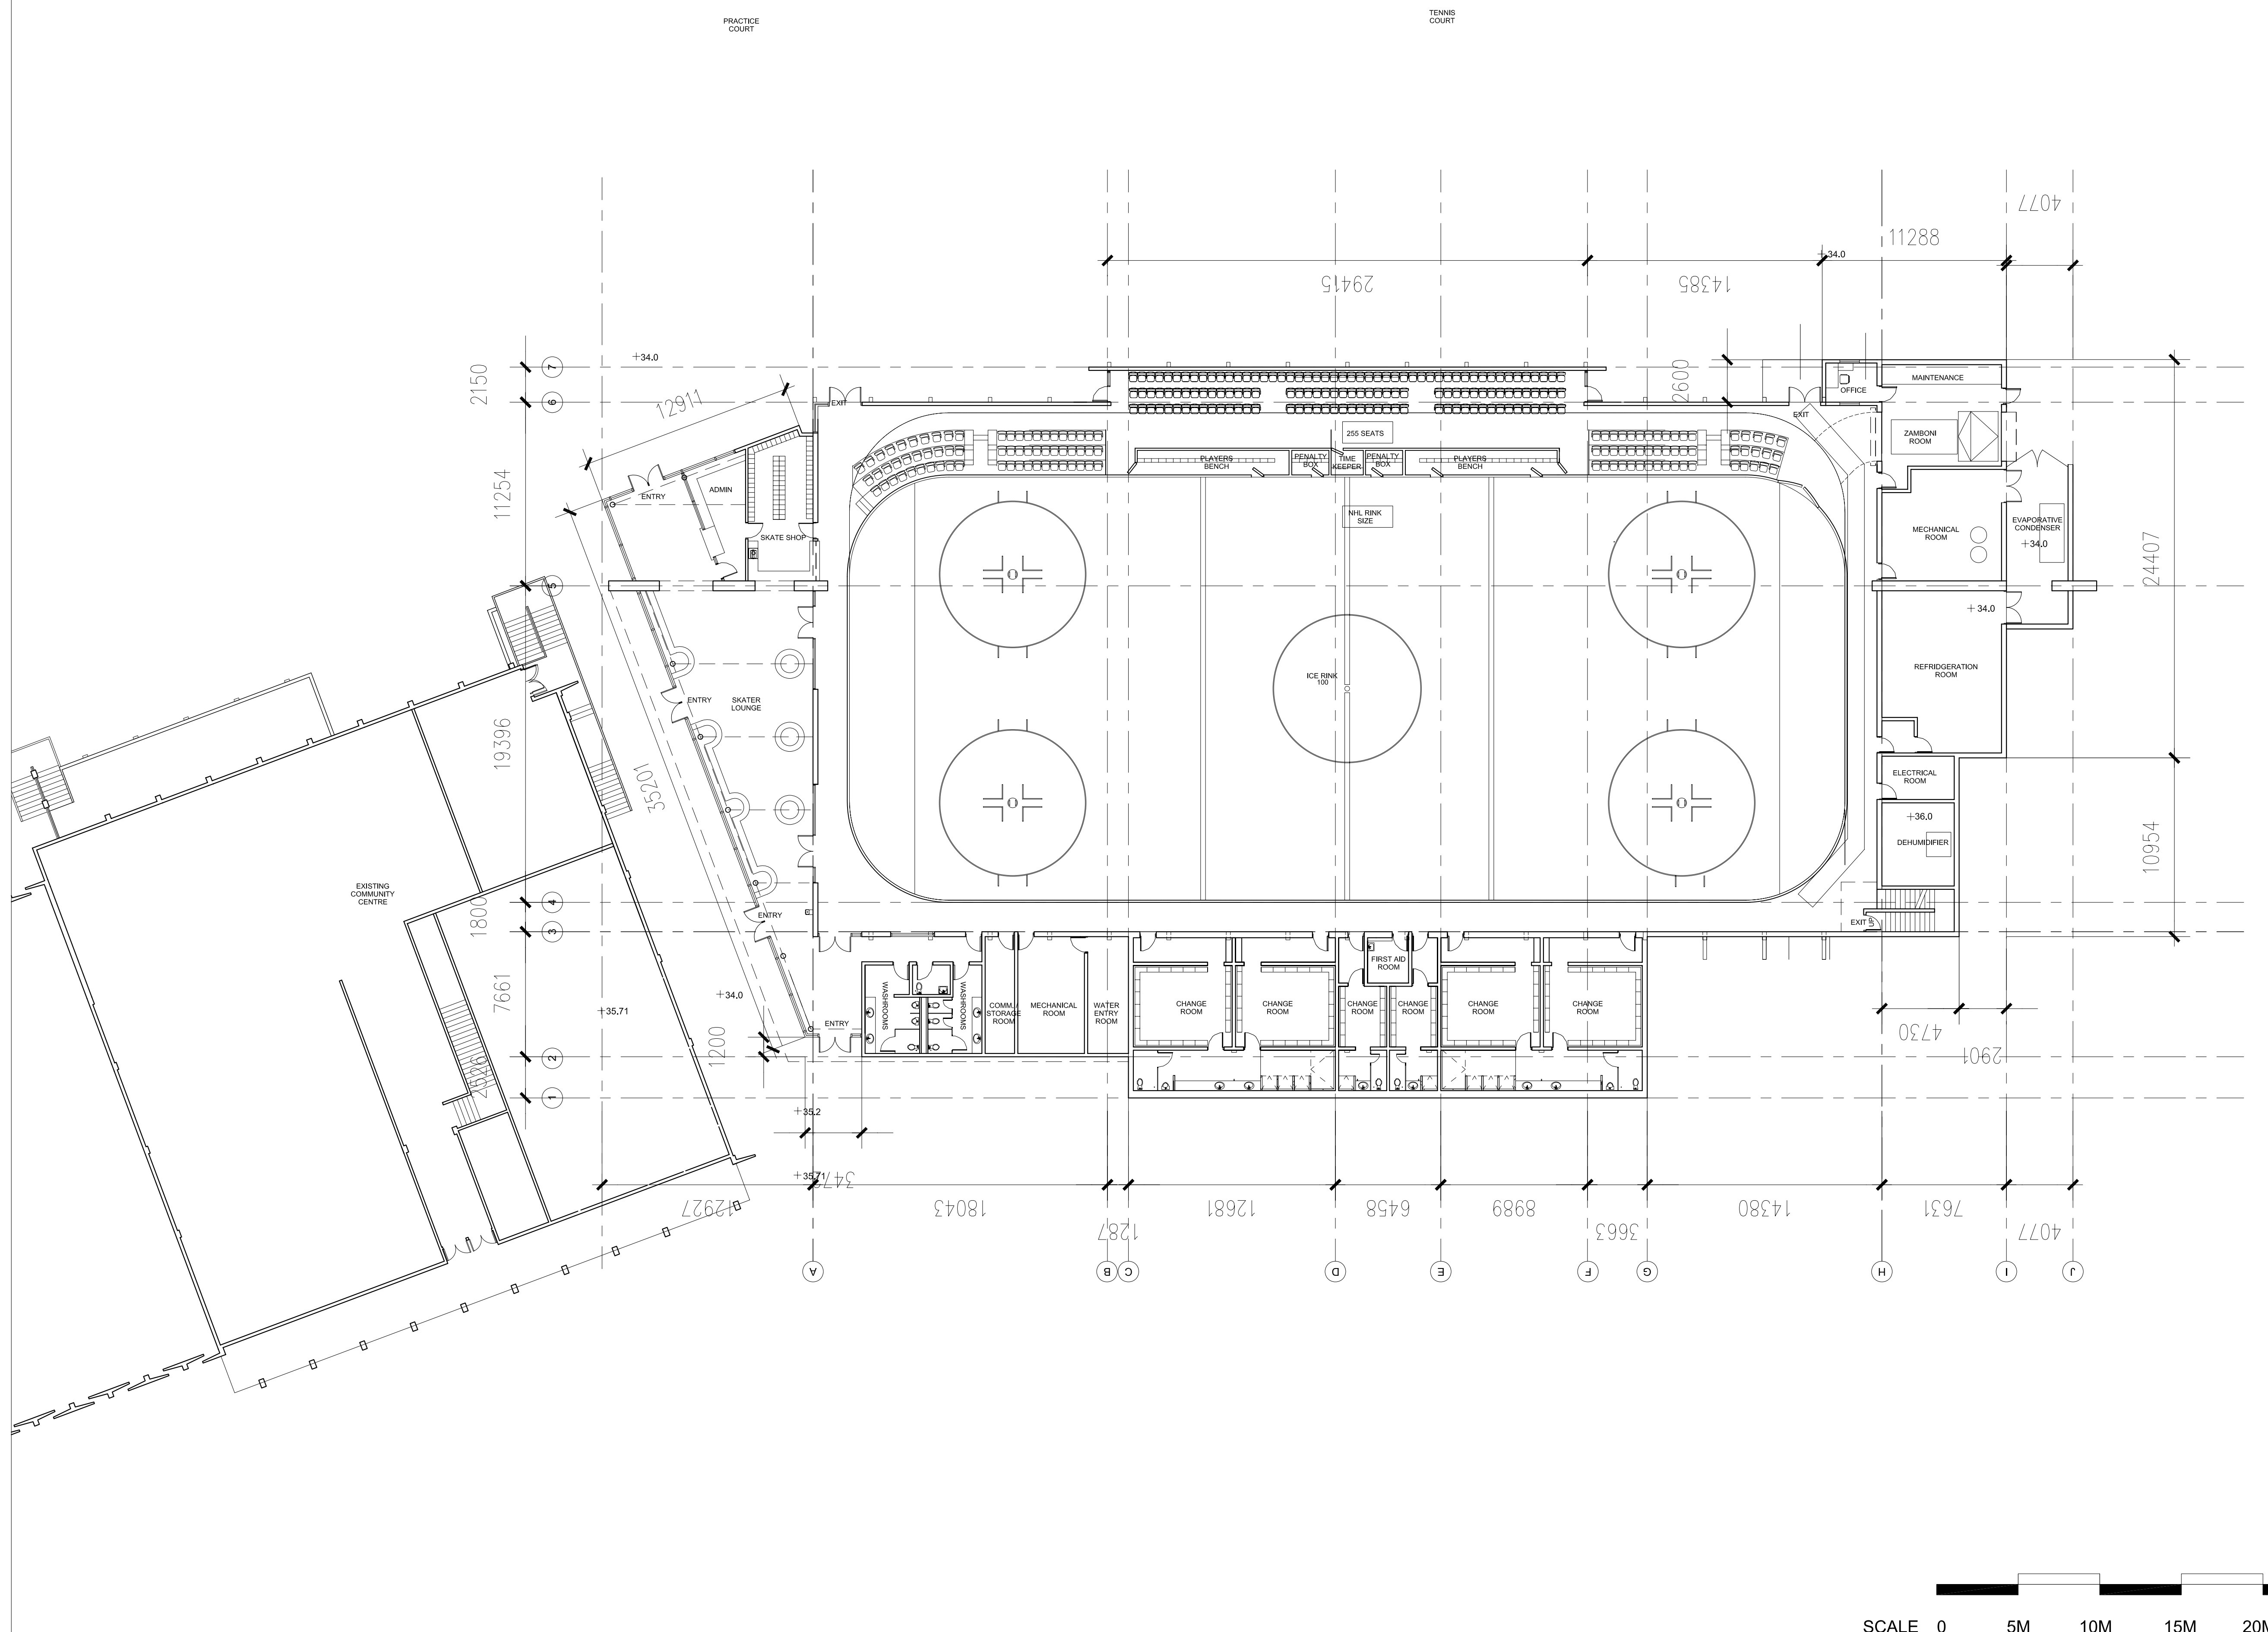 PRACTICE
COURT
TENNIS
COURT
4077
11288
+34.0
29415
14385
2150
7
6
+34.0
12911
2600
EXIT
OFFICE
MAINTENANCE
EXIT
255 SEATS
ZAMBONI
ROOM
PLAYERS
BENCH
PENALTY
BOX
TIME
KEEPER
PENALTY
BOX
PLAYERS
BENCH
11254
ENTRY
ADMIN
SKATE SHOP
NHL RINK
SIZE
MECHANICAL
ROOM
EVAPORATIVE
CONDENSER
+34.0
24407
5
+34.0
REFRIDGERATION
ROOM
ICE RINK
100
ENTRY
SKATER
LOUNGE
19396
35201
ELECTRICAL
ROOM
+36.0
DEHUMIDIFIER
10954
EXISTING
COMMUNITY
CENTRE
1800
4
3
ENTRY
EXIT
UP
FIRST AID
ROOM
7661
+34.0
+35,71
WASHROOMS
WASHROOMS
COMM./
STORAGE
ROOM
MECHANICAL
ROOM
WATER
ENTRY
ROOM
CHANGE
ROOM
CHANGE
ROOM
CHANGE
ROOM
CHANGE
ROOM
CHANGE
ROOM
CHANGE
ROOM
ENTRY
1200
4730
2901
2
2526
1
+35.2
+35,71
3473
12927
18043
1287
12681
6458
8989
3663
14380
7631
4077
A
B
C
D
E
F
G
H
I
J
SCALE 0 5M 10M 15M 20M